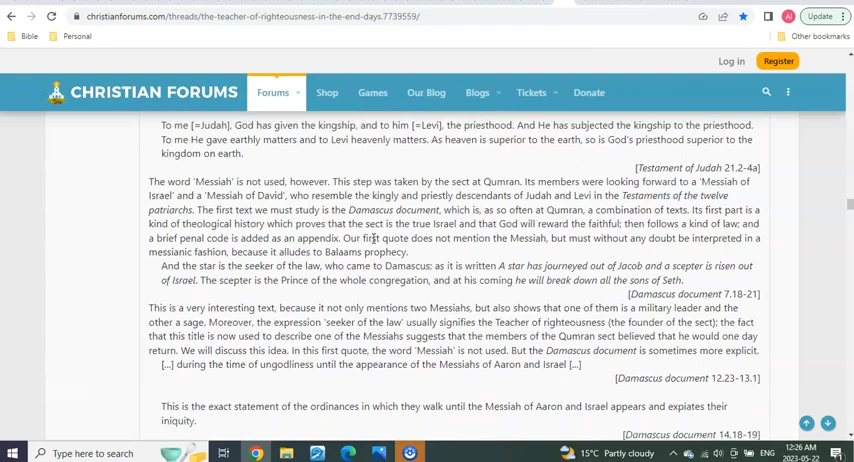 christianforums.com/threads/the-teacher-of-righteousness-in-the-end-days.7739559/
AI
Update
Bible
Personal
Other bookmarks
Log in
Register
CHRISTIAN FORUMS
Forums
Shop
Games
Our Blog
Blogs
Tickets
Donate
To me [=Judah], God has given the kingship, and to him [=Levi], the priesthood. And He has subjected the kingship to the priesthood.
To me He gave earthly matters and to Levi heavenly matters. As heaven is superior to the earth, so is God's priesthood superior to the
kingdom on earth.
[Testament of Judah 21.2-4a]
The word 'Messiah' is not used, however. This step was taken by the sect at Qumran. Its members were looking forward to a 'Messiah of
Israel' and a 'Messiah of David', who resemble the kingly and priestly descendants of Judah and Levi in the Testaments of the twelve
patriarchs. The first text we must study is the Damascus document, which is, as so often at Qumran, a combination of texts. Its first part is a
kind of theological history which proves that the sect is the true Israel and that God will reward the faithful; then follows a kind of law; and
and a brief penal code is added as an appendix. Our first quote does not mention the Messiah, but must without any doubt be interpreted in a
messianic fashion, because it alludes to Balaams prophecy.
And the star is the seeker of the law, who came to Damascus; as it is written A star has journeyed out of Jacob and a scepter is risen out
of Israel. The scepter is the Prince of the whole congregation, and at his coming he will break down all the sons of Seth.
[Damascus document 7.18-21]
This is a very interesting text, because it not only mentions two Messiahs, but also shows that one of them is a military leader and the
other a sage. Moreover, the expression 'seeker of the law' usually signifies the Teacher of righteousness (the founder of the sect); the fact
that this title is now used to describe one of the Messiahs suggests that the members of the Qumran sect believed that he would one day
return. We will discuss this idea. In this first quote, the word 'Messiah' is not used. But the Damascus document is sometimes more explicit.
[...] during the time of ungodliness until the appearance of the Messiahs of Aaron and Israel [...]
[Damascus document 12.23-13.1]
This is the exact statement of the ordinances in which they walk until the Messiah of Aaron and Israel appears and expiates their
iniquity.
[Damascus document 14.18-19]
Type here to search
15°C Partly cloudy
ENG
12:26 AM
2023-05-22